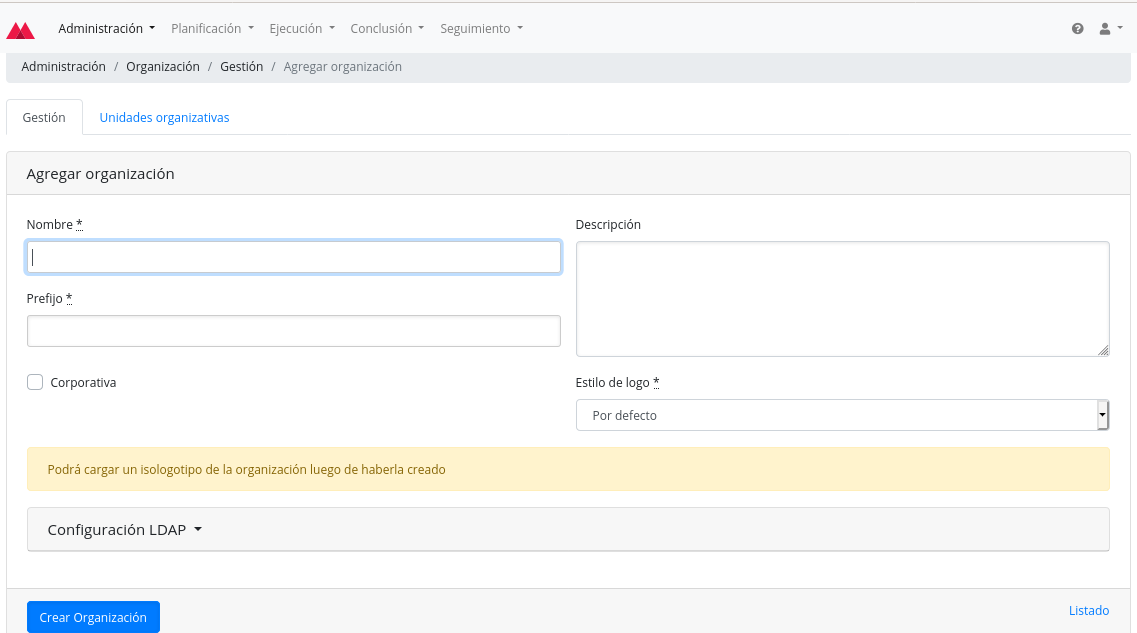 Administración Planificación Ejecución Conclusión Seguimiento
Administración / Organización / Gestión / Agregar organización
Gestión Unidades organizativas
Agregar organización
Nombre *
Descripción
Prefijo *
Corporativa
Estilo de logo *
Por defecto
Podrá cargar un isologotipo de la organización luego de haberla creado
Configuración LDAP
Crear Organización
Listado